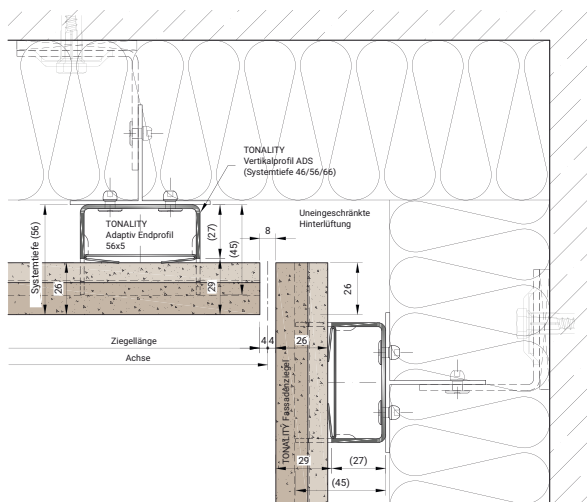 TONALITY
Vertikalprofil ADS
(Systemtiefe 46/56/66)
TONALITY
Adaptiv Endprofil
56x5
8
Uneingeschränkte
Hinterlüftung
Systemtiefe (56)
26
(27)
(45)
29
26
Ziegellänge
4
4
26
Achse
TONALITY Fassadenziegel
29
(27)
(45)